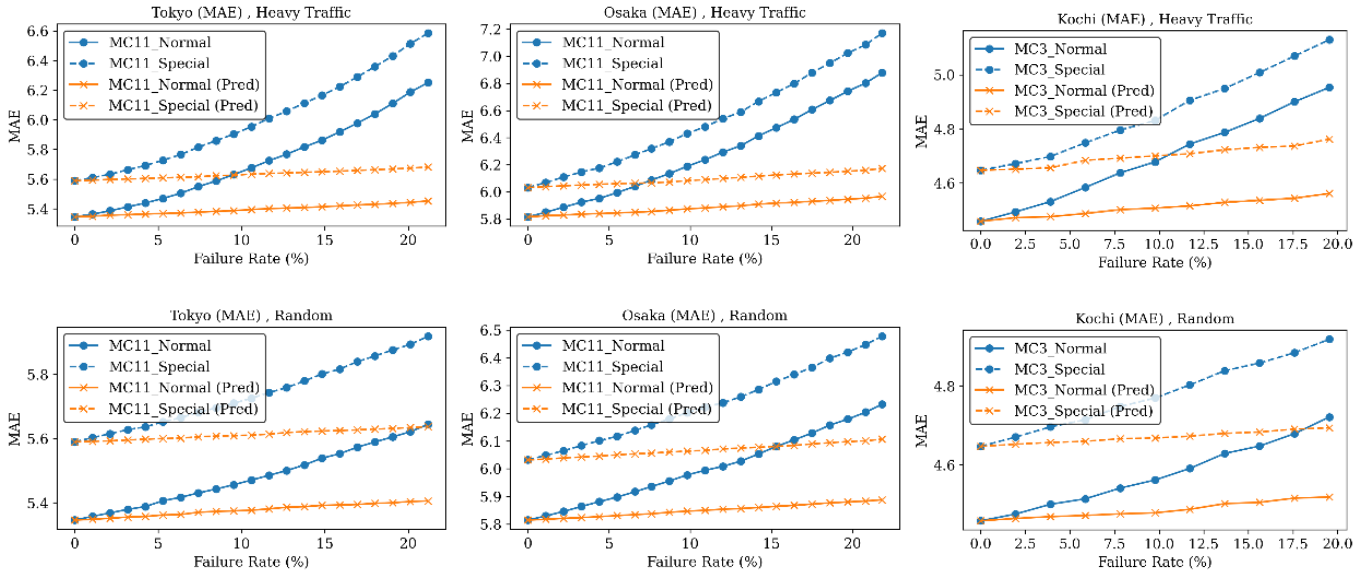 Tokyo (MAE) , Heavy Traffic
6.6
6.4
6.2
6.0
5.8
5.6
5.4
MAE
MC11_Normal
MC11_Special
MC11_Normal (Pred)
MC11_Special (Pred)
0 5 10 15 20
Failure Rate (%)
Osaka (MAE) , Heavy Traffic
7.2
7.0
6.8
6.6
6.4
6.2
6.0
5.8
MAE
MC11_Normal
MC11_Special
MC11_Normal (Pred)
MC11_Special (Pred)
0 5 10 15 20
Failure Rate (%)
Kochi (MAE) , Heavy Traffic
5.0
4.8
4.6
MAE
MC3_Normal
MC3_Special
MC3_Normal (Pred)
MC3_Special (Pred)
0.0 2.5 5.0 7.5 10.0 12.5 15.0 17.5 20.0
Failure Rate (%)
Tokyo (MAE) , Random
5.8
5.6
5.4
MAE
MC11_Normal
MC11_Special
MC11_Normal (Pred)
MC11_Special (Pred)
0 5 10 15 20
Failure Rate (%)
Osaka (MAE) , Random
6.5
6.4
6.3
6.2
6.1
6.0
5.9
5.8
MAE
MC11_Normal
MC11_Special
MC11_Normal (Pred)
MC11_Special (Pred)
0 5 10 15 20
Failure Rate (%)
Kochi (MAE) , Random
4.8
4.6
MAE
MC3_Normal
MC3_Special
MC3_Normal (Pred)
MC3_Special (Pred)
0.0 2.5 5.0 7.5 10.0 12.5 15.0 17.5 20.0
Failure Rate (%)